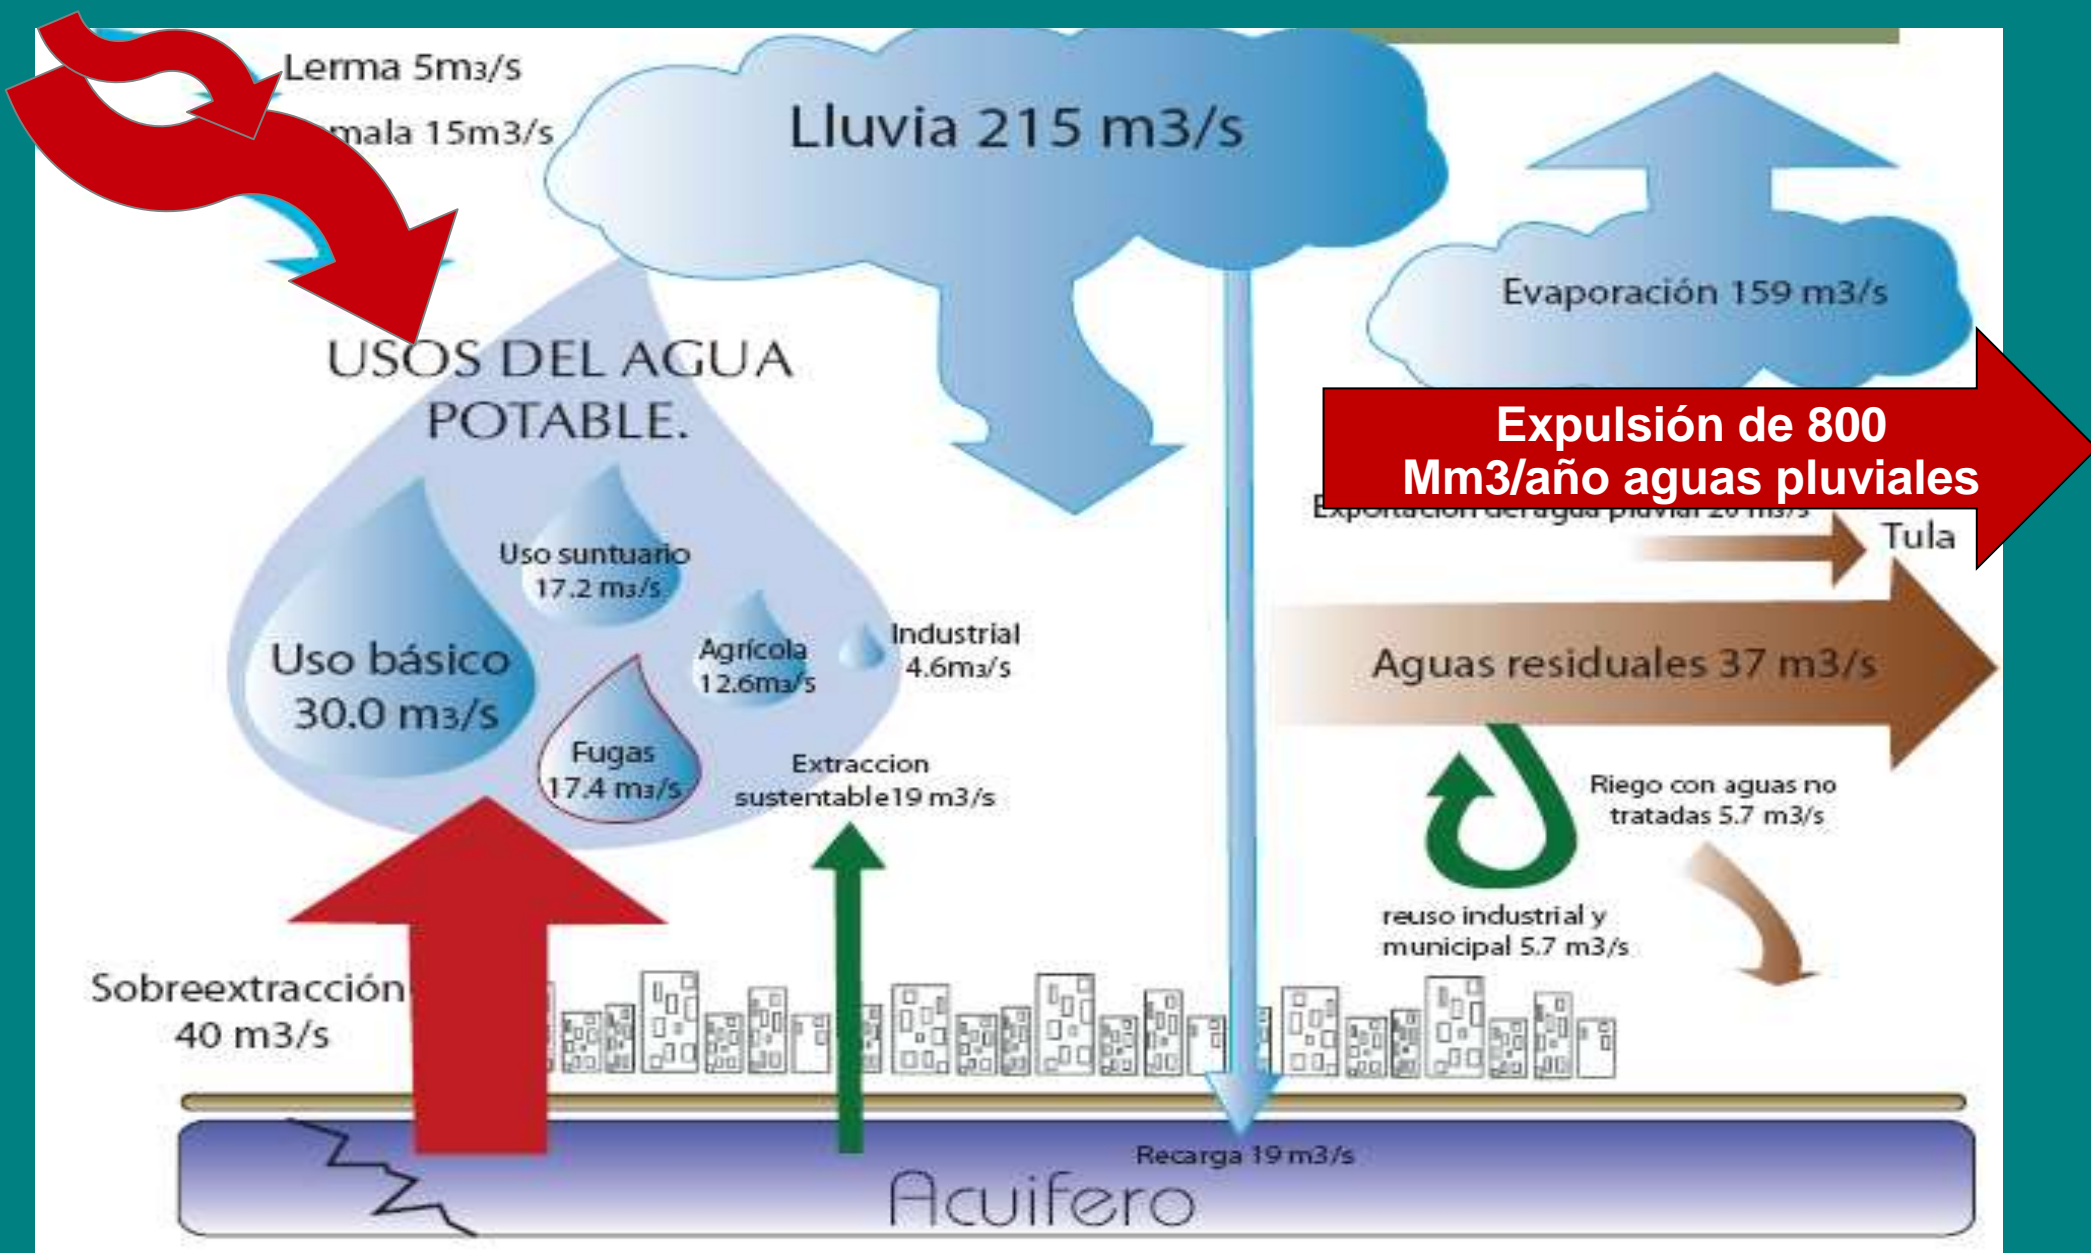 Lerma 5m3/s
mala 15m3/s
Lluvia 215 m3/s
Evaporación 159 m3/s
USOS DEL AGUA
POTABLE.
Expulsión de 800
Mm3/año aguas pluviales
Tula
Uso suntuario
17.2 m3/s
Uso básico
30.0 m3/s
Agrícola
12.6m3/s
Industrial
4.6m3/s
Aguas residuales 37 m3/s
Fugas
17.4 m3/s
Extraccion
sustentable19 m3/s
Riego con aguas no
tratadas 5.7 m3/s
reuso industrial y
municipal 5.7 m3/s
Sobreextracción
40 m3/s
Recarga 19 m3/s
Acuifero